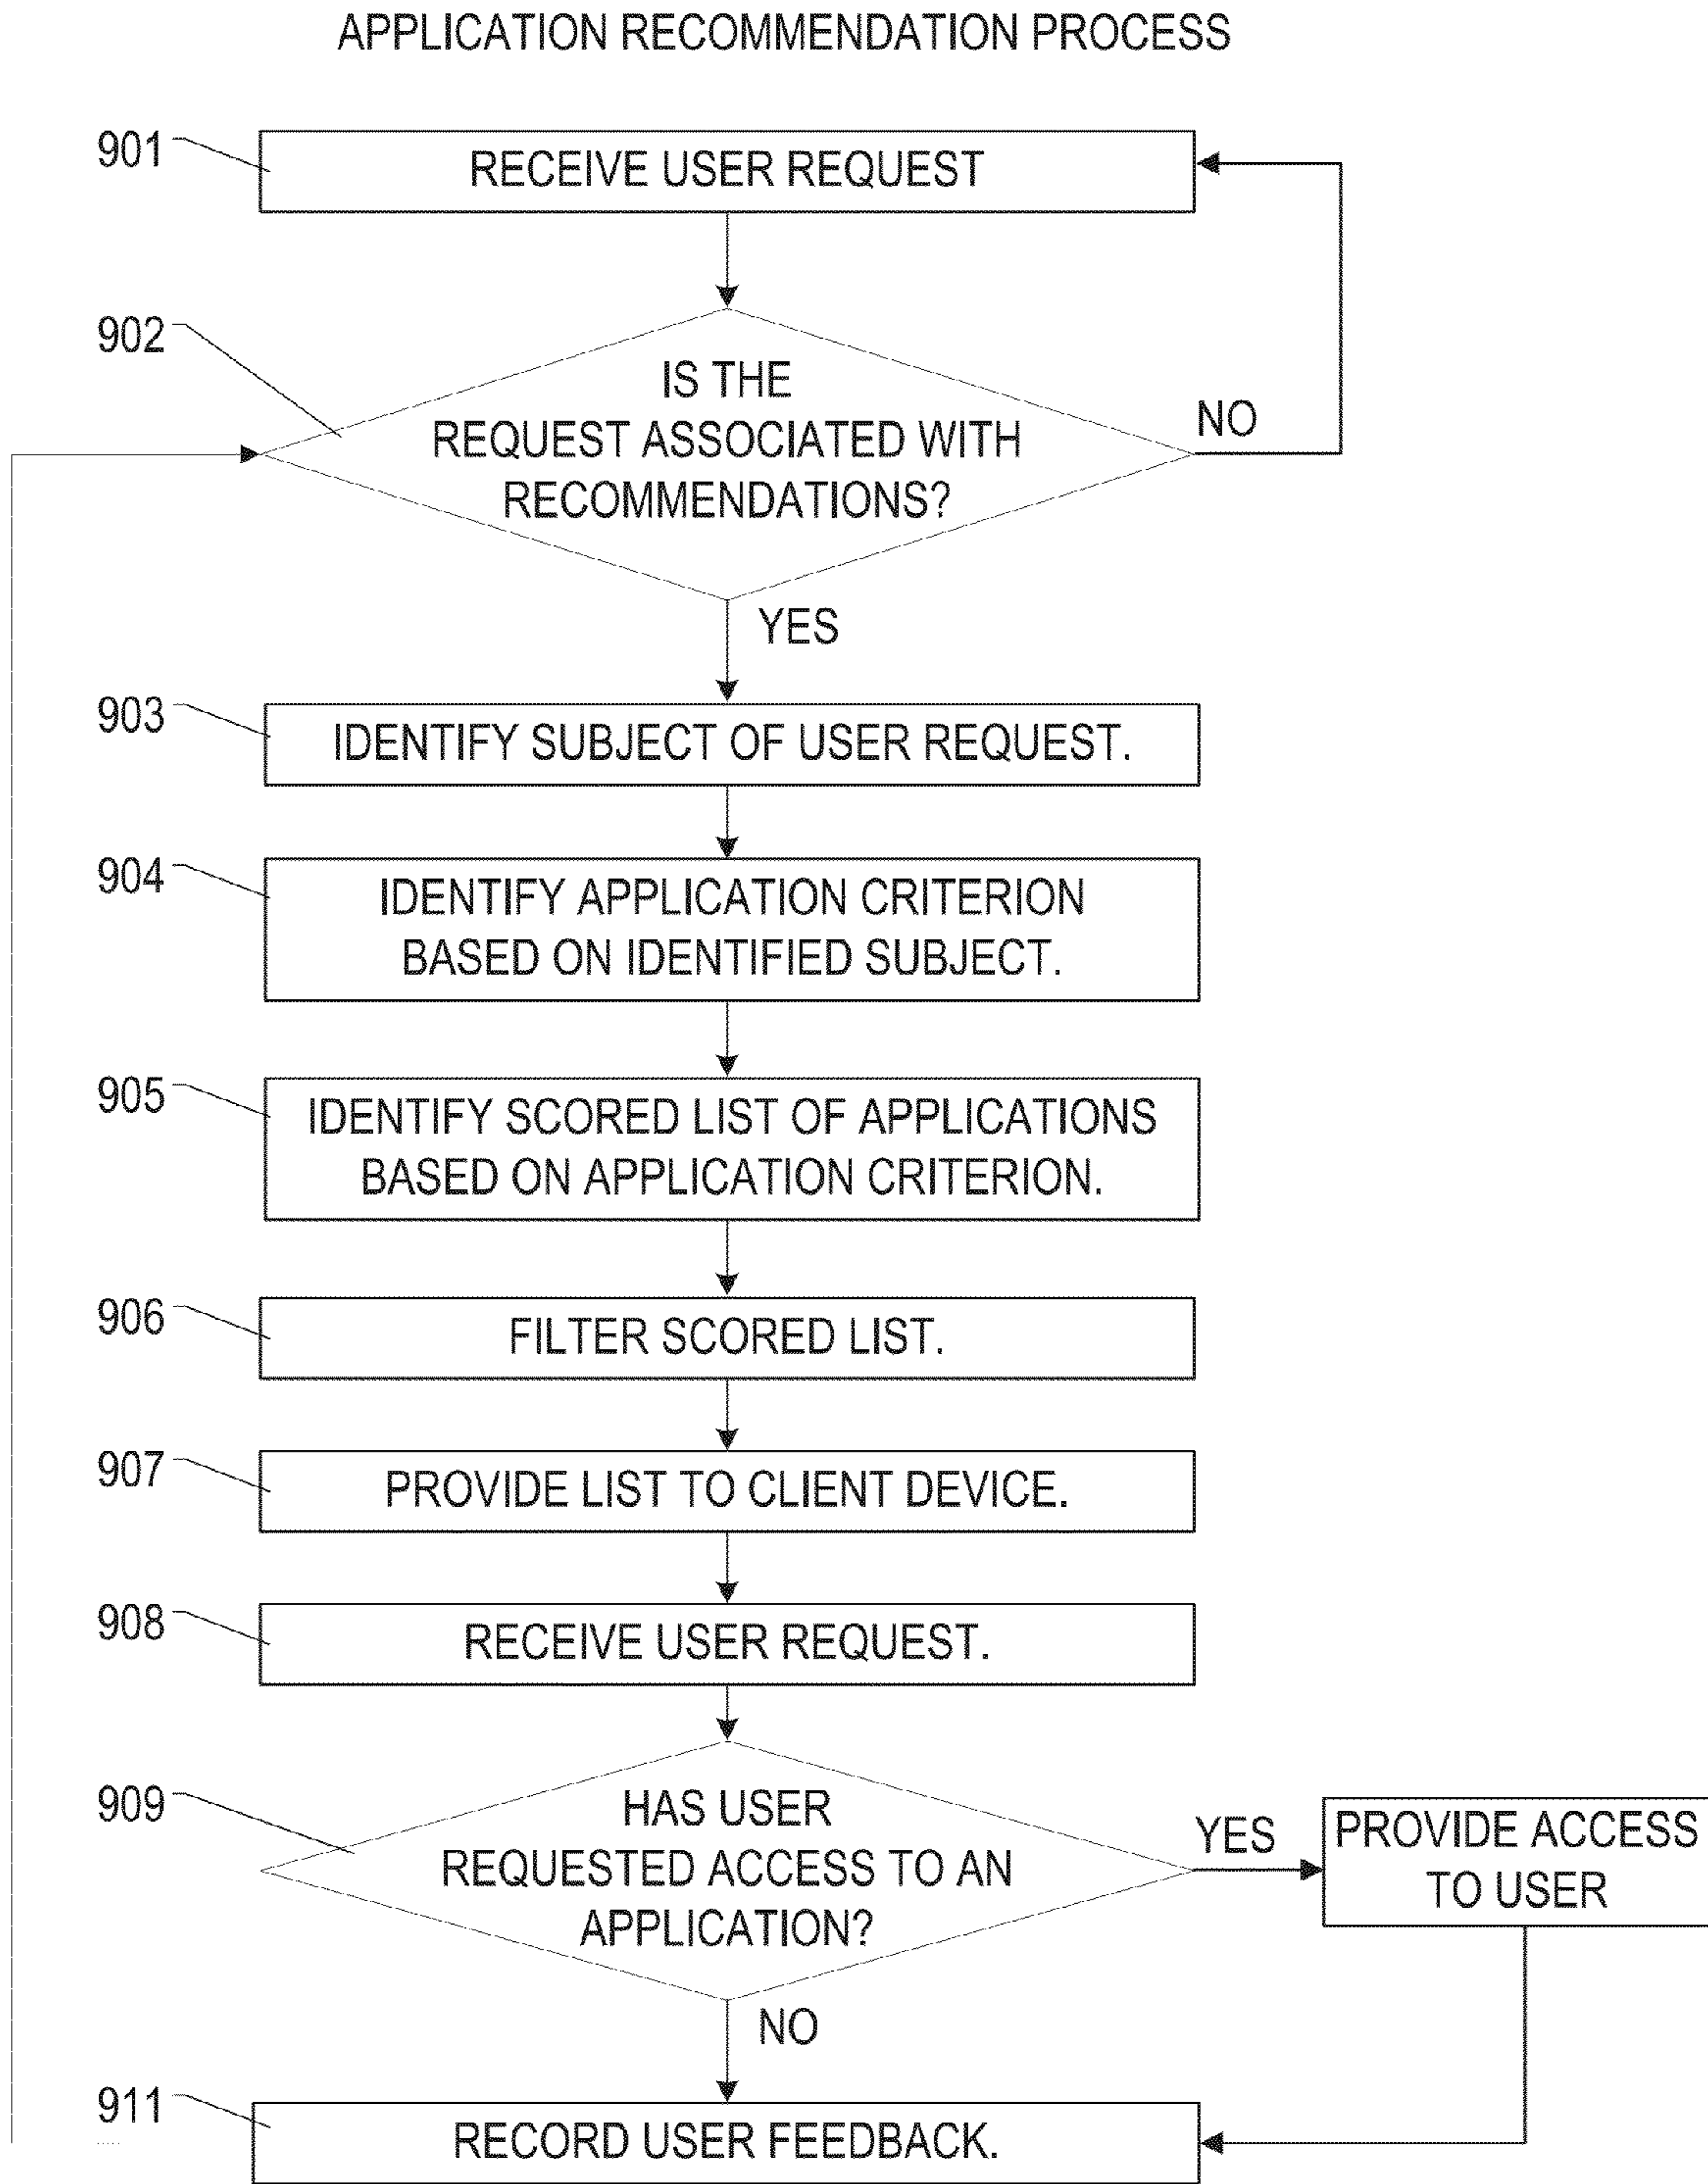 APPLICATION RECOMMENDATION PROCESS
901
RECEIVE USER REQUEST
902
IS THE
REQUEST ASSOCIATED WITH
RECOMMENDATIONS?
NO
YES
903
IDENTIFY SUBJECT OF USER REQUEST.
904
IDENTIFY APPLICATION CRITERION
BASED ON IDENTIFIED SUBJECT.
905
IDENTIFY SCORED LIST OF APPLICATIONS
BASED ON APPLICATION CRITERION.
906
FILTER SCORED LIST.
907
PROVIDE LIST TO CLIENT DEVICE.
908
RECEIVE USER REQUEST.
909
HAS USER
REQUESTED ACCESS TO AN
APPLICATION?
YES
PROVIDE ACCESS
TO USER
NO
911
RECORD USER FEEDBACK.